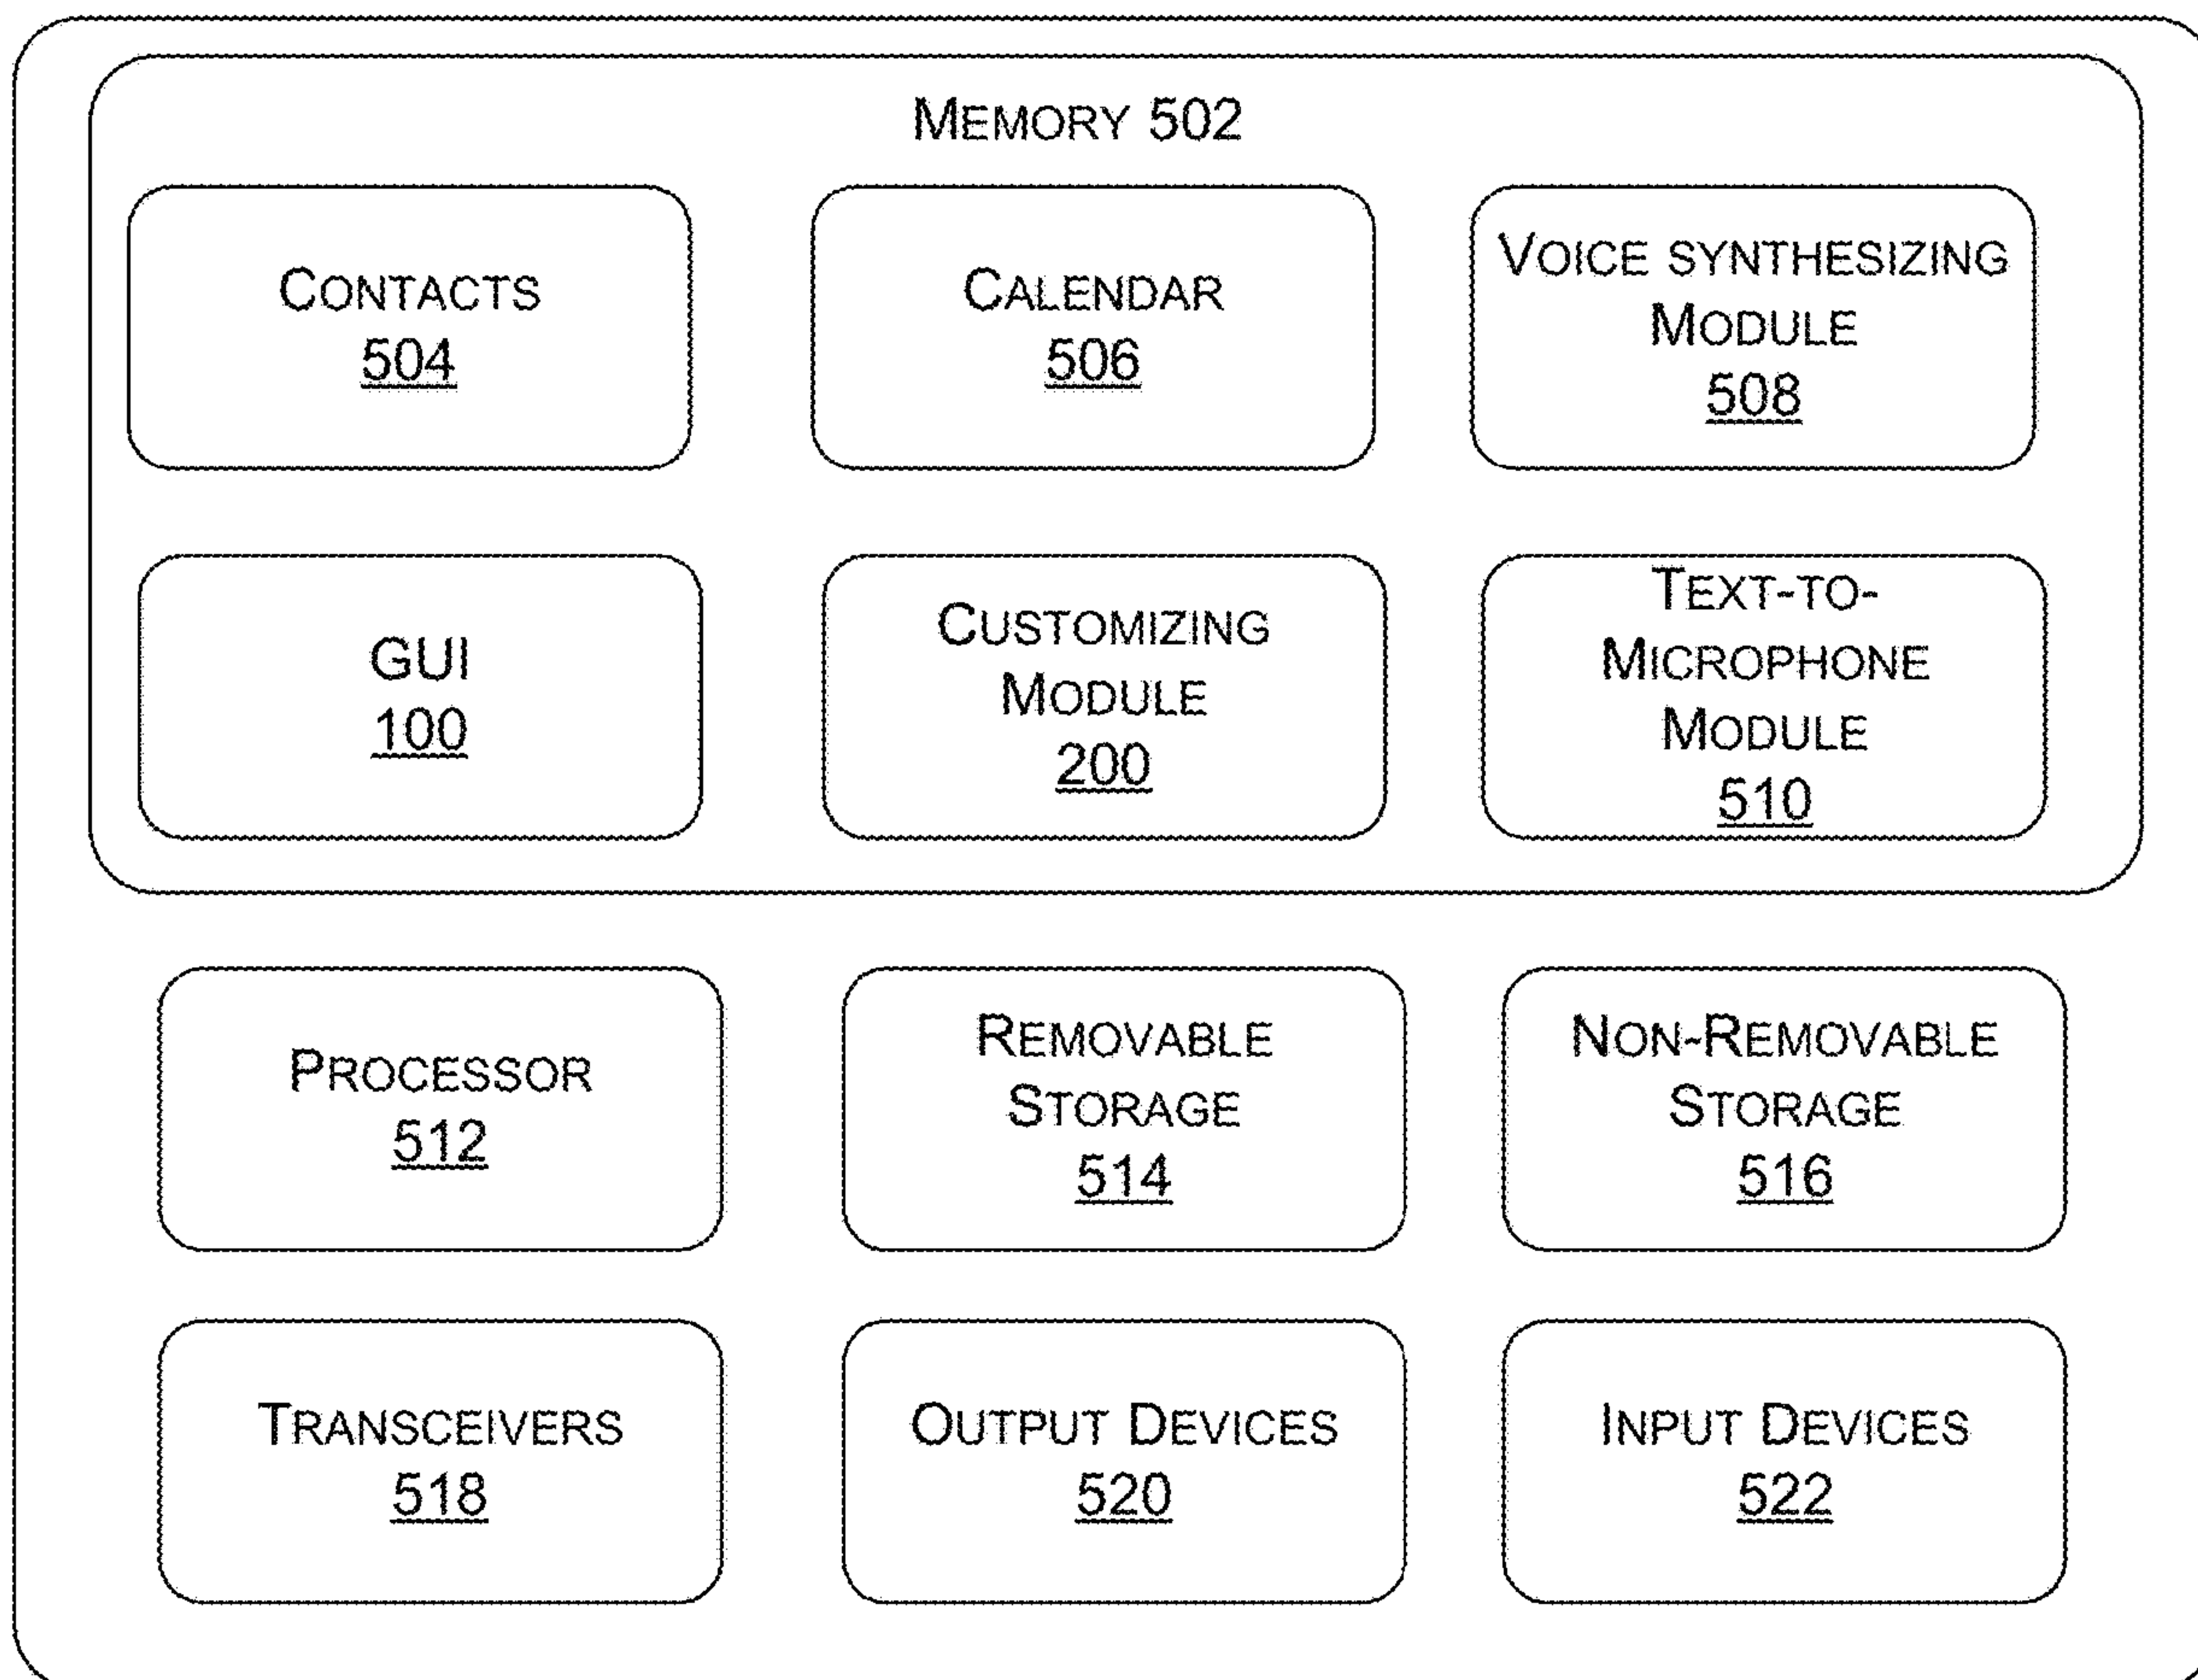 MEMORY 502
CONTACTS
504
CALENDAR
506
VOICE SYNTHESIZING
MODULE
508
GUI
100
CUSTOMIZING
MODULE
200
TEXT-TO-
MICROPHONE
MODULE
510
PROCESSOR
512
REMOVABLE
STORAGE
514
NON-REMOVABLE
STORAGE
516
TRANSCEIVERS
518
OUTPUT DEVICES
520
INPUT DEVICES
522